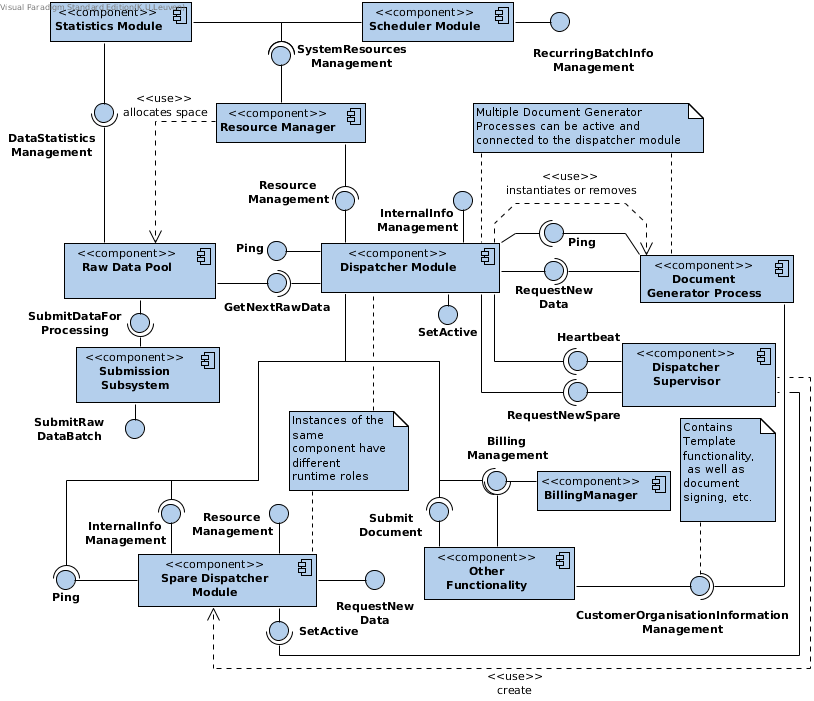 Visual Paradigm Standard Edition(K.U.Leuven)
<<component>>
Statistics Module
<<component>>
Scheduler Module
RecurringBatchInfo
Management
SystemResources
Management
<<use>>
allocates space
<<component>>
Resource Manager
DataStatistics
Management
Multiple Document Generator
Processes can be active and
connected to the dispatcher module
<<use>>
instantiates or removes
Resource
Management
InternalInfo
Management
Ping
Ping
<<component>>
Raw Data Pool
<<component>>
Dispatcher Module
<<component>>
Document
Generator Process
RequestNew
Data
GetNextRawData
SubmitDataFor
Processing
SetActive
Heartbeat
<<component>>
Submission
Subsystem
<<component>>
Dispatcher
Supervisor
RequestNewSpare
SubmitRaw
DataBatch
Instances of the
same
component have
different
runtime roles
Contains
Template
functionality,
as well as
document
signing, etc.
Billing
Management
<<component>>
BillingManager
InternalInfo
Management
Resource
Management
Submit
Document
<<component>>
Spare Dispatcher
Module
<<component>>
Other
Functionality
Ping
RequestNew
Data
CustomerOrganisationInformation
Management
SetActive
<<use>>
create